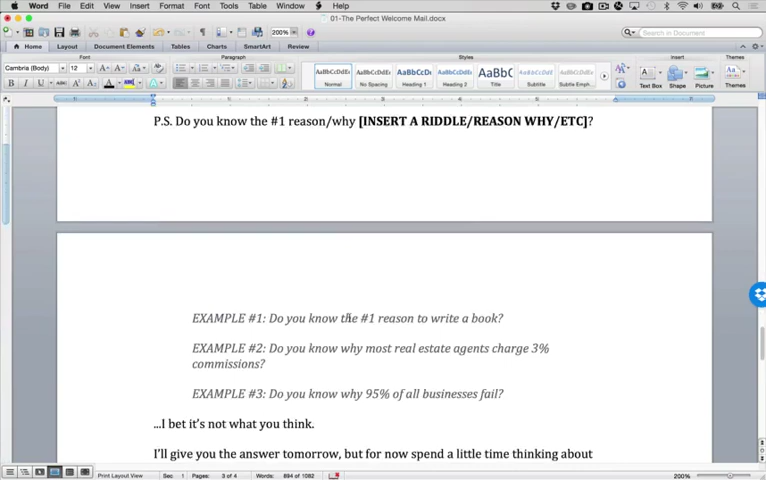 Word File Edit View Insert Format Font Tools Table Window Help
01-The Perfect Welcome Mail.docx
200%
Search in Document
Home Layout Document Elements Tables Charts SmartArt Review
Font Paragraph Styles Insert Themes
Cambria (Body) 12
AaBbCcDdEe AaBbCcDdEe AaBbCcDc AaBbCcDdEe AaBbC AaBbCcDdEe AaBbCcDdEe
B I U
Normal No Spacing Heading 1 Heading 2 Title Subtitle Subtle Emph... Text Box Shape Picture Themes
P.S. Do you know the #1 reason/why [INSERT A RIDDLE/REASON WHY/ETC]?
EXAMPLE #1: Do you know the #1 reason to write a book?
EXAMPLE #2: Do you know why most real estate agents charge 3%
commissions?
EXAMPLE #3: Do you know why 95% of all businesses fail?
...I bet it's not what you think.
I'll give you the answer tomorrow, but for now spend a little time thinking about
Print Layout View Sec 1 Pages: 3 of 4 Words: 894 of 1082 200%